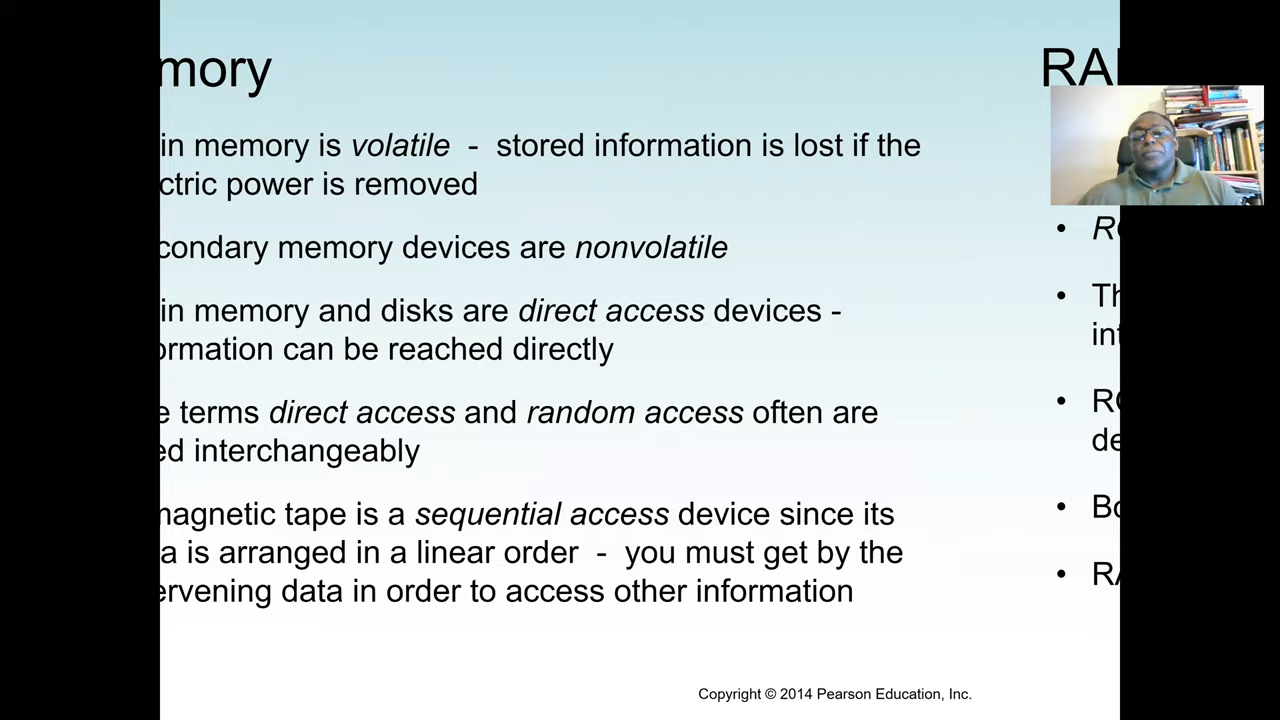 mory
in memory is volatile - stored information is lost if the
ctric power is removed
condary memory devices are nonvolatile
in memory and disks are direct access devices -
ormation can be reached directly
e terms direct access and random access often are
ed interchangeably
magnetic tape is a sequential access device since its
a is arranged in a linear order - you must get by the
ervening data in order to access other information
Copyright © 2014 Pearson Education, Inc.
RA
• R
• Th
int
• RO
de
• Bo
• RA